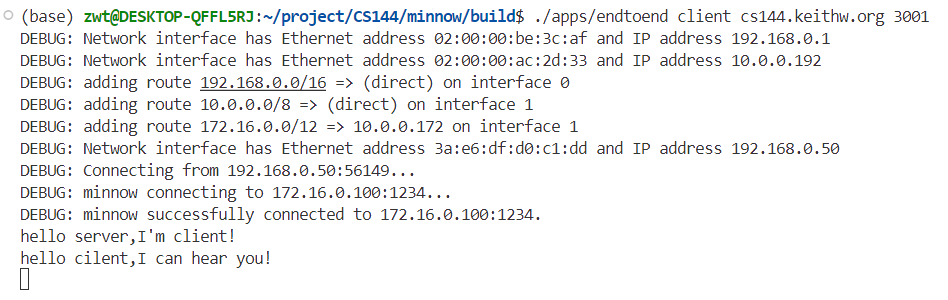 (base) zwt@DESKTOP-QFFL5RJ:~/project/CS144/minnow/build$ ./apps/endtoend client cs144.keithw.org 3001
DEBUG: Network interface has Ethernet address 02:00:00:be:3c:af and IP address 192.168.0.1
DEBUG: Network interface has Ethernet address 02:00:00:ac:2d:33 and IP address 10.0.0.192
DEBUG: adding route 192.168.0.0/16 => (direct) on interface 0
DEBUG: adding route 10.0.0.0/8 => (direct) on interface 1
DEBUG: adding route 172.16.0.0/12 => 10.0.0.172 on interface 1
DEBUG: Network interface has Ethernet address 3a:e6:df:d0:c1:dd and IP address 192.168.0.50
DEBUG: Connecting from 192.168.0.50:56149...
DEBUG: minnow connecting to 172.16.0.100:1234...
DEBUG: minnow successfully connected to 172.16.0.100:1234.
hello server,I'm client!
hello cilent,I can hear you!